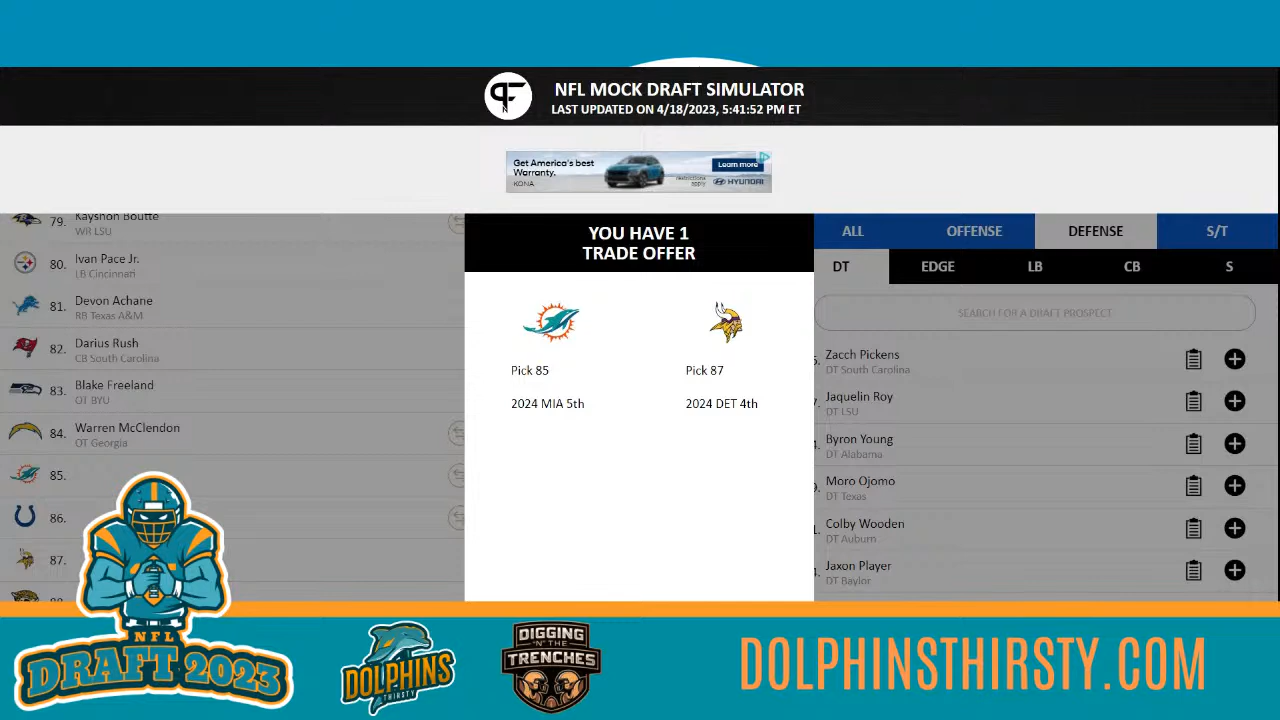 NFL MOCK DRAFT SIMULATOR
LAST UPDATED ON 4/18/2023, 5:41:52 PM ET
Get America's best
Warranty.
KONA
restrictions
apply
Learn more
HYUNDAI
79. Kayshon Boutte
WR LSU
80. Ivan Pace Jr.
LB Cincinnati
81. Devon Achane
RB Texas A&M
82. Darius Rush
CB South Carolina
83. Blake Freeland
OT BYU
84. Warren McClendon
OT Georgia
85.
86.
87.
YOU HAVE 1
TRADE OFFER
Pick 85 Pick 87
2024 MIA 5th 2024 DET 4th
ALL OFFENSE DEFENSE S/T
DT EDGE LB CB S
SEARCH FOR A DRAFT PROSPECT
Zacch Pickens
DT South Carolina
Jaquelin Roy
DT LSU
Byron Young
DT Alabama
Moro Ojomo
DT Texas
Colby Wooden
DT Auburn
Jaxon Player
DT Baylor
NFL
DRAFT 2023
DOLPHINS
THIRSTY
DIGGING
"N" THE
TRENCHES
DOLPHINSTHIRSTY.COM